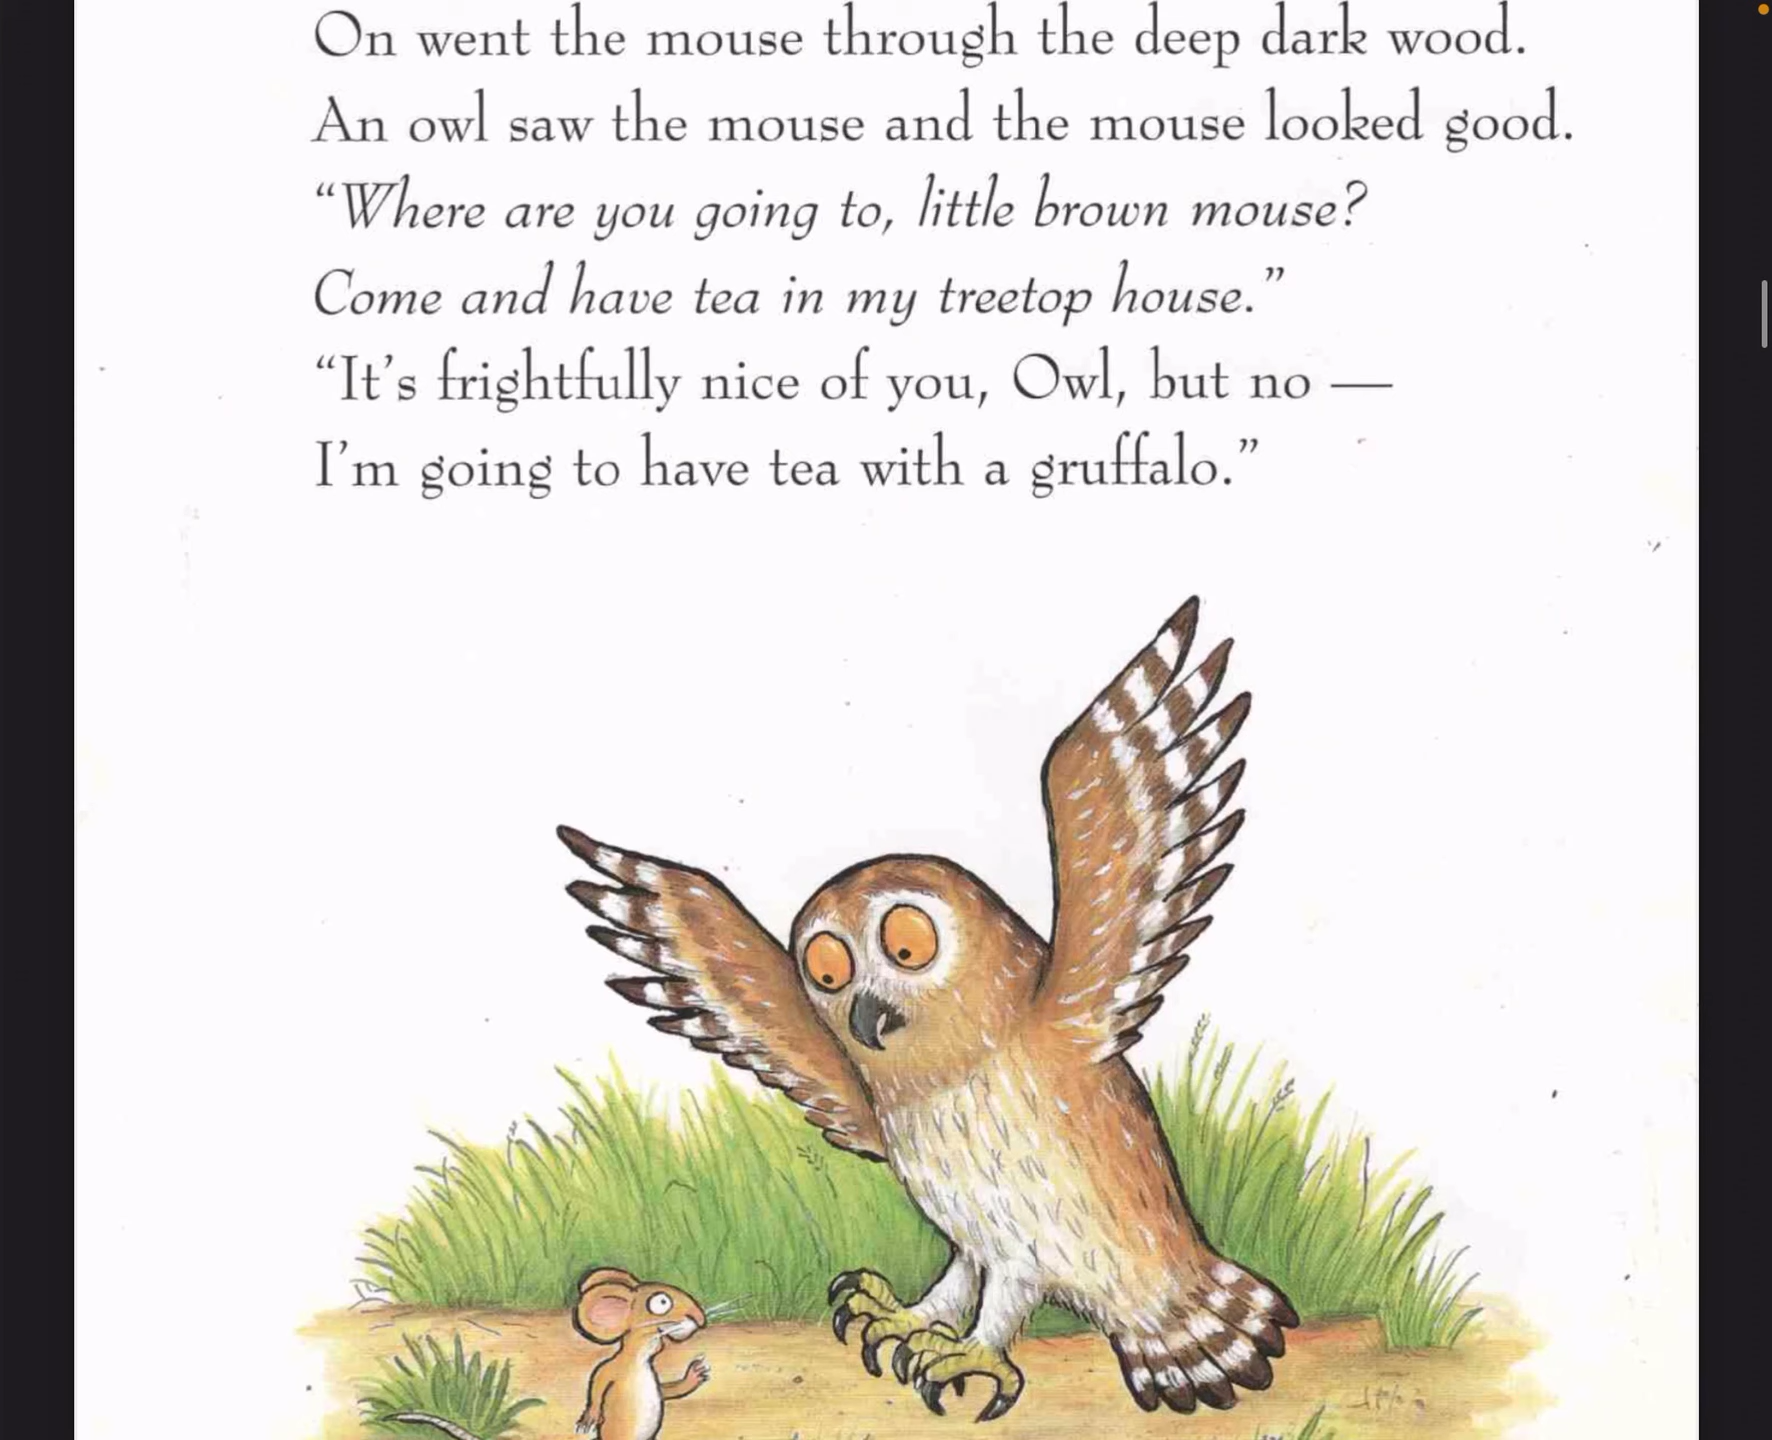 On went the mouse through the deep dark wood.
An owl saw the mouse and the mouse looked good.
“Where are you going to, little brown mouse?
Come and have tea in my treetop house.”
“It’s frightfully nice of you, Owl, but no —
I’m going to have tea with a gruffalo.”